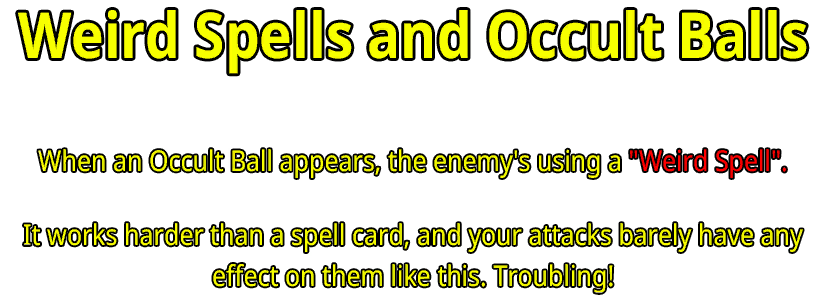 Weird Spells and Occult Balls
When an Occult Ball appears, the enemy's using a "Weird Spell".
It works harder than a spell card, and your attacks barely have any
effect on them like this. Troubling!